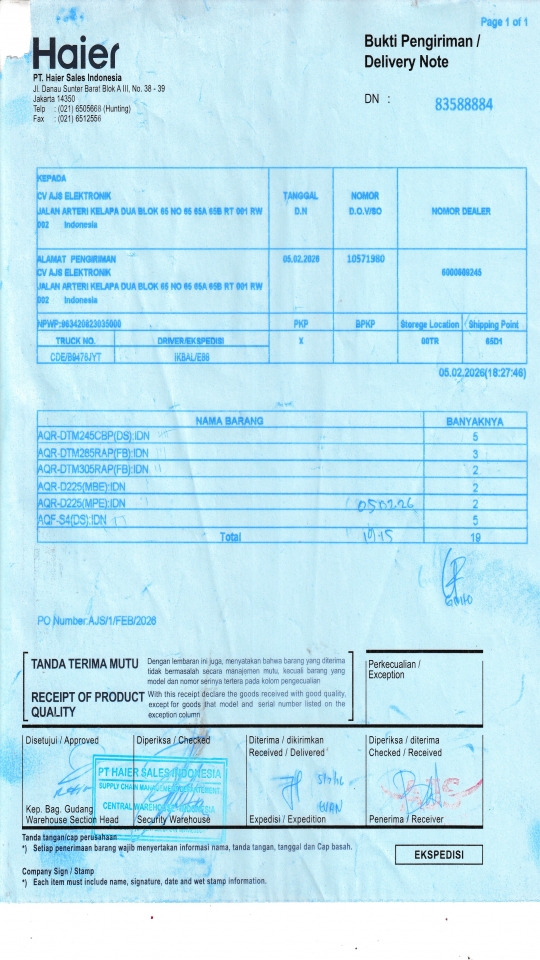 Page 1 of 1
Haier
Bukti Pengiriman /
Delivery Note
PT. Haier Sales Indonesia
Jl. Danau Sunter Barat Blok A III, No. 38 - 39
Jakarta 14350
Telp : (021) 6505668 (Hunting)
Fax : (021) 6512556
DN : 83588884
KEPADA
CV AJS ELEKTRONIK
JALAN ARTERI KELAPA DUA BLOK 65 NO 65 65A 65B RT 001 RW
002 Indonesia
TANGGAL
D.N
NOMOR
D.O.V/SO
NOMOR DEALER
ALAMAT PENGIRIMAN
CV AJS ELEKTRONIK
JALAN ARTERI KELAPA DUA BLOK 65 NO 65 65A 65B RT 001 RW
002 Indonesia
05.02.2026
10571980
6000609245
NPWP:963426823035000
PKP
BPKP
Storege Location
Shipping Point
TRUCK NO.
DRIVER/EKSPEDISI
X
00TR
65D1
CDE/B9476JYT
IKBAL/E66
05.02.2026(18:27:46)
NAMA BARANG BANYAKNYA
AQR-DTM245CBP(DS):IDN 5
AQR-DTM285RAP(FB):IDN 3
AQR-DTM305RAP(FB):IDN 2
AQR-D225(MBE):IDN 2
AQR-D225(MPE):IDN 050226 2
AQF-S4(DS):IDN 5
Total 19
PO Number:AJS/1/FEB/2026
TANDA TERIMA MUTU
Dengan lembaran ini juga, menyatakan bahwa barang yang diterima
tidak bermasalah secara manajemen mutu, kecuali barang yang
model dan nomor serinya tertera pada kolom pengecualian
RECEIPT OF PRODUCT
QUALITY
With this receipt declare the goods received with good quality,
except for goods that model and serial number listed on the
exception column
Perkecualian /
Exception
Disetujui / Approved
Diperiksa / Checked
Diterima / dikirimkan
Received / Delivered
Diperiksa / diterima
Checked / Received
PT HAIER SALES INDONESIA
SUPPLY CHAIN MANAGEMENT DEPARTEMENT
CENTRAL WAREHOUSE
Kep. Bag. Gudang
Warehouse Section Head
Security Warehouse
Expedisi / Expedition
Penerima / Receiver
Tanda tangan/cap perusahaan
*) Setiap penerimaan barang wajib menyertakan informasi nama, tanda tangan, tanggal dan Cap basah.
EKSPEDISI
Company Sign / Stamp
*) Each item must include name, signature, date and wet stamp information.